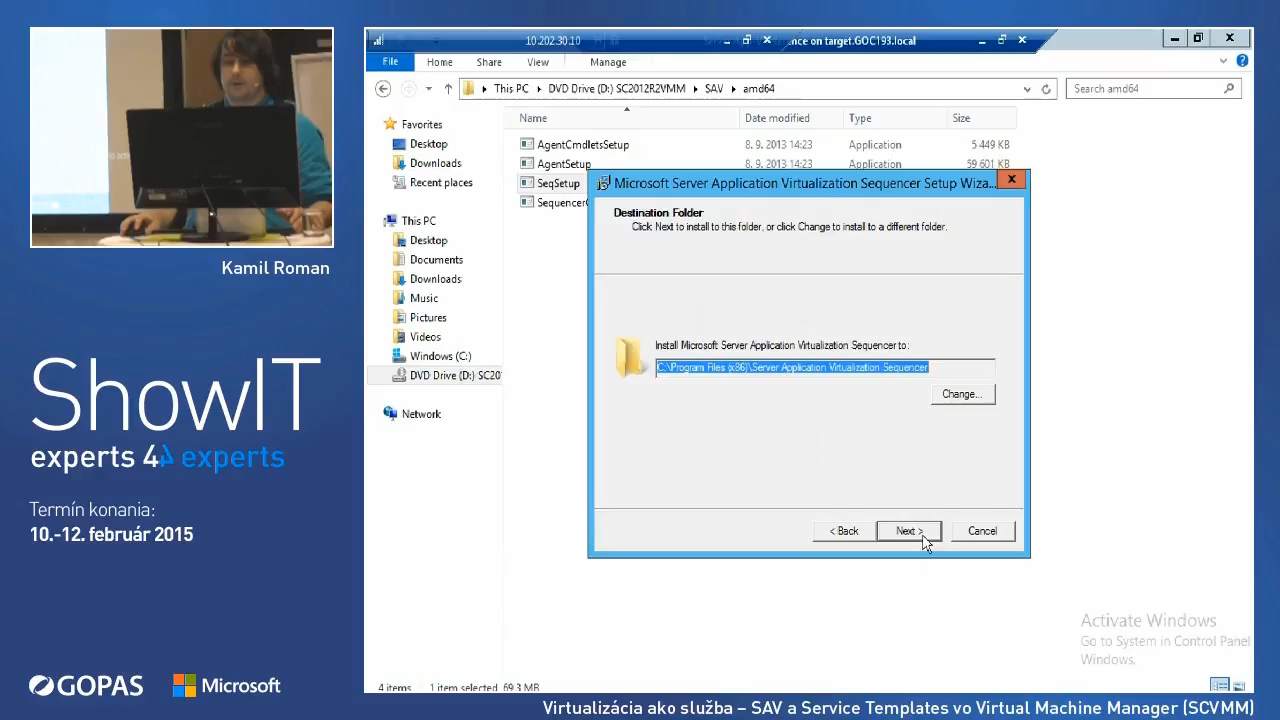 Kamil Roman
ShowIT
experts 44 experts
Termín konania:
10.-12. február 2015
GOPAS
Microsoft
10.202.30.10
ence on target.GOC193.local
File
Home
Share
View
Manage
This PC
DVD Drive (D:) SC2012R2VMM
SAV
amd64
Search amd64
Name
Date modified
Type
Size
AgentCmdletsSetup
8. 9. 2013 14:23
Application
5 449 KB
AgentSetup
8. 9. 2013 14:23
Application
59 601 KB
SeqSetup
Favorites
Desktop
Downloads
Recent places
This PC
Desktop
Documents
Downloads
Music
Pictures
Videos
Windows (C:)
DVD Drive (D:) SC20
Network
Microsoft Server Application Virtualization Sequencer Setup Wiza...
Destination Folder
Click Next to install to this folder, or click Change to install to a different folder.
Install Microsoft Server Application Virtualization Sequencer to:
C:\Program Files (x86)\Server Application Virtualization Sequencer
Change...
< Back
Next >
Cancel
Activate Windows
Go to System in Control Panel
Windows.
4 items
1 item selected 69.3 MB
Virtualizácia ako služba – SAV a Service Templates vo Virtual Machine Manager (SCVMM)